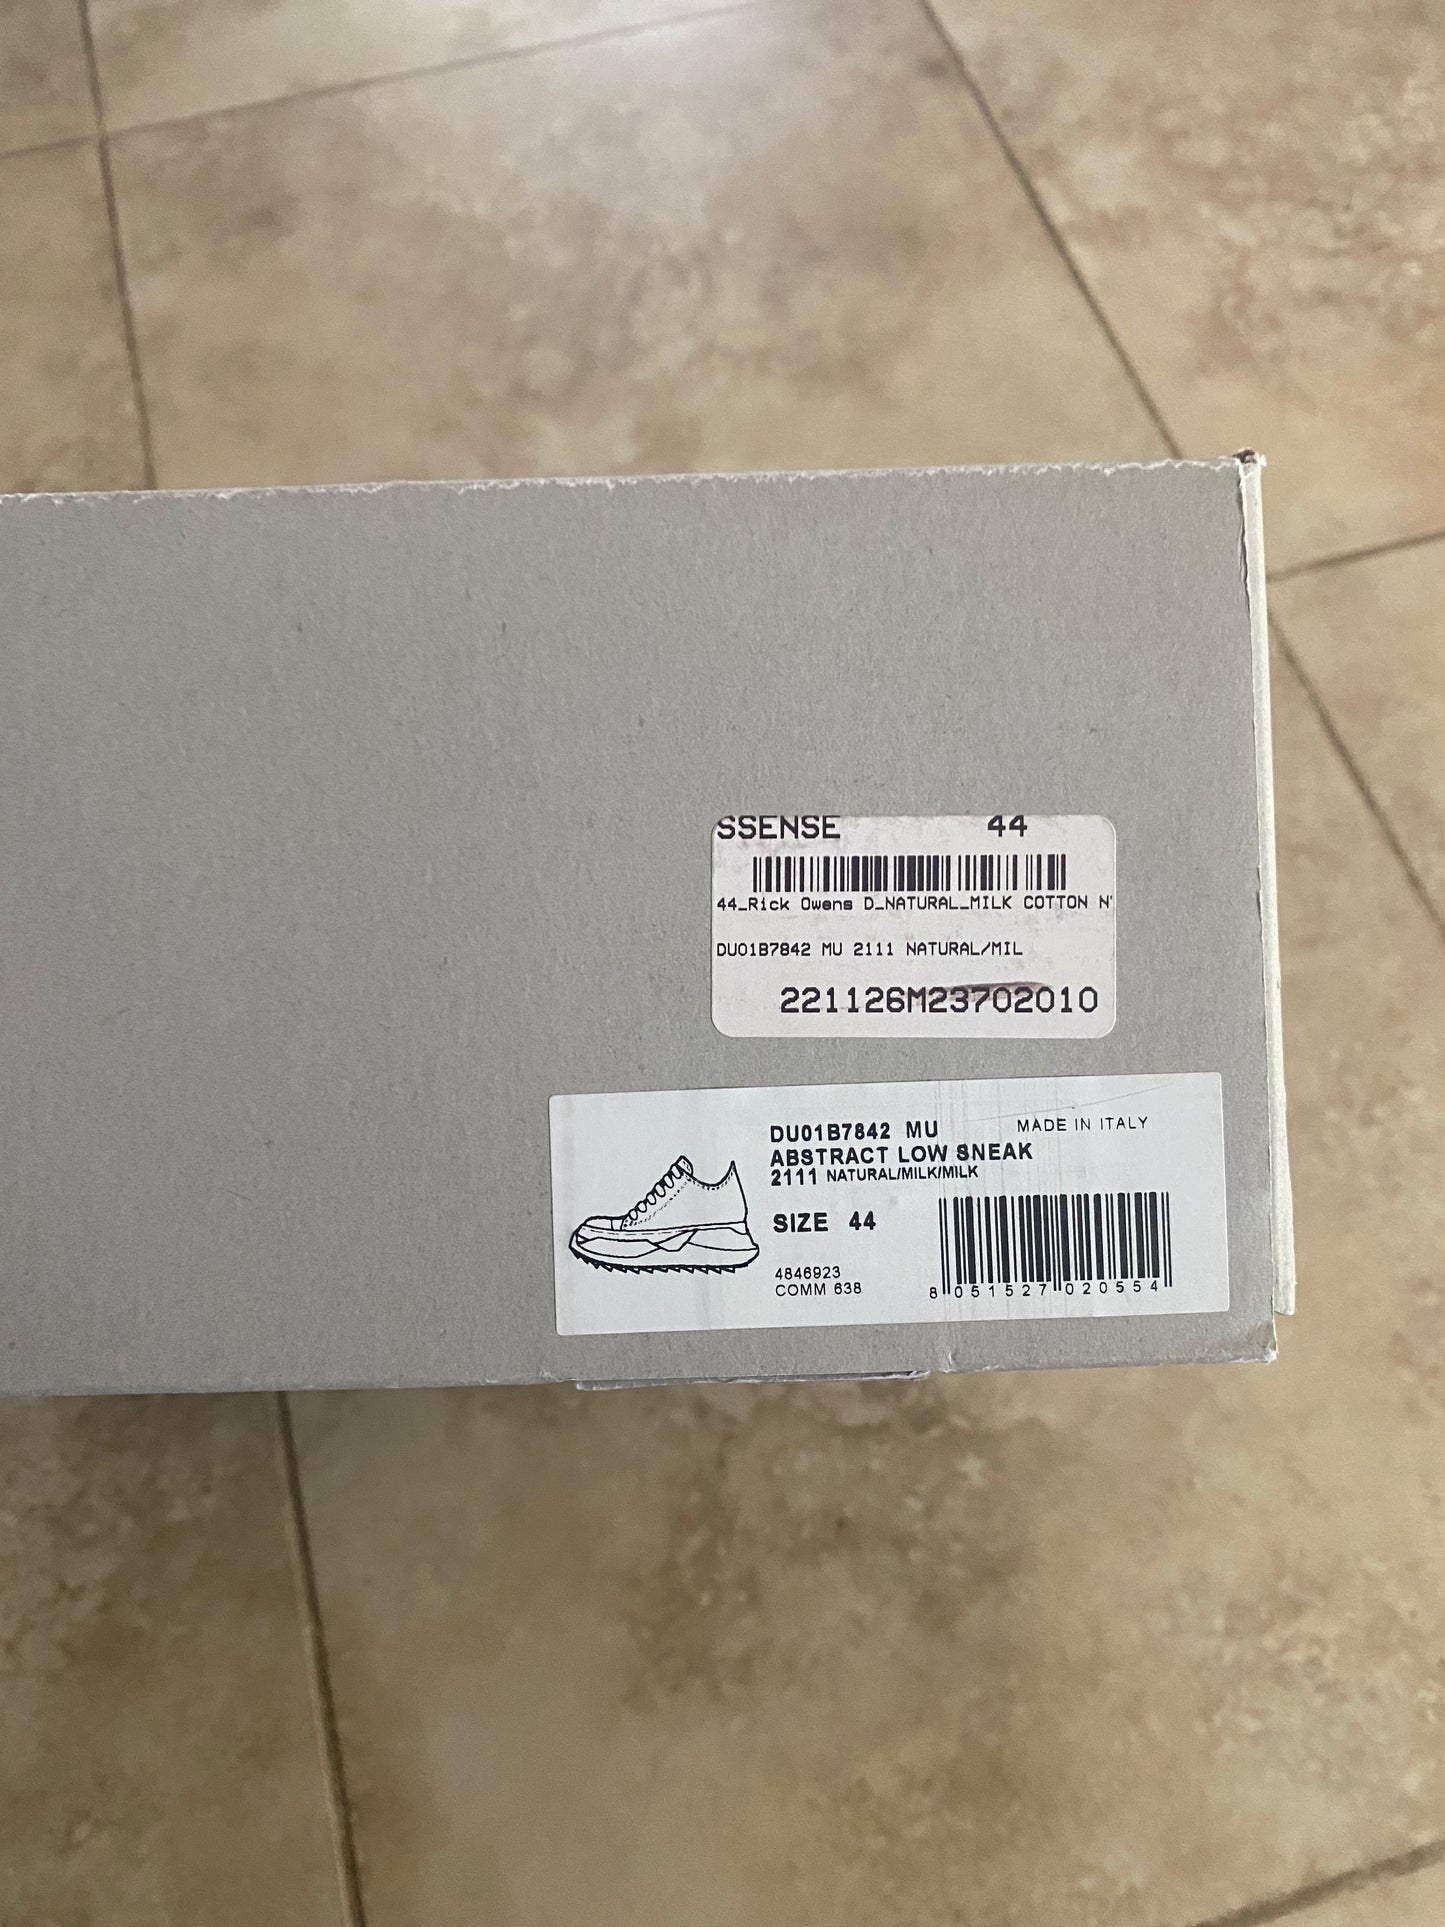 SSENSE 44
44_Rick Owens D_NATURAL_MILK COTTON N'
DU01B7842 MU 2111 NATURAL/MIL
221126M23702010
DU01B7842 MU MADE IN ITALY
ABSTRACT LOW SNEAK
2111 NATURAL/MILK/MILK
SIZE 44
4846923
COMM 638
8 051527 020554